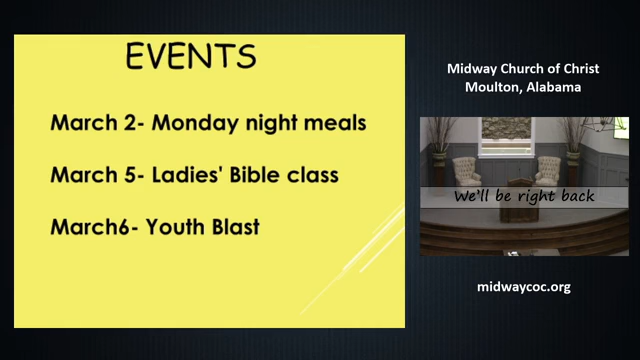 EVENTS
March 2- Monday night meals
March 5- Ladies' Bible class
March6- Youth Blast
Midway Church of Christ
Moulton, Alabama
We'll be right back
midwaycoc.org